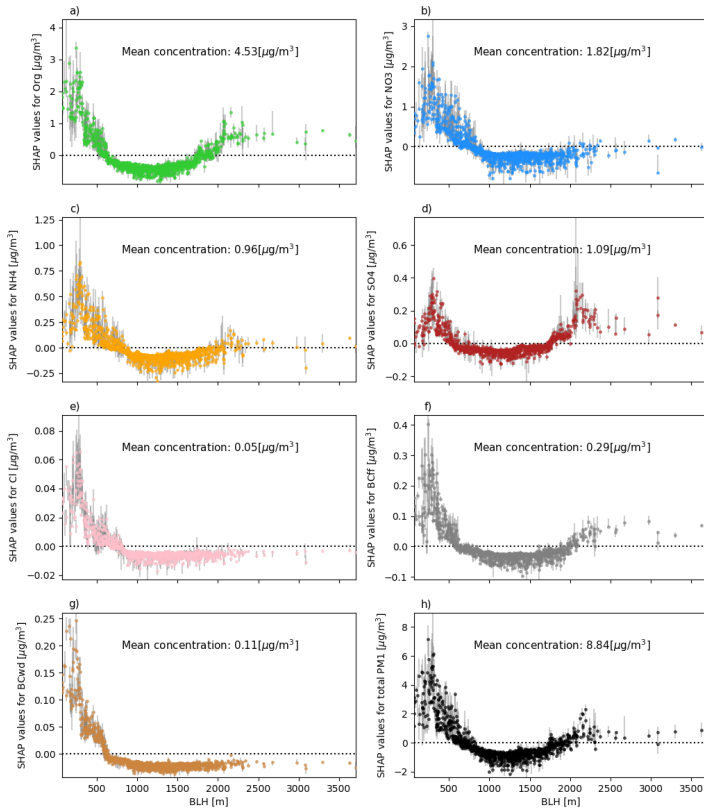 a)
Mean concentration: 4.53[μg/m³]
SHAP values for Org [μg/m³]
4
3
2
1
0
b)
Mean concentration: 1.82[μg/m³]
SHAP values for NO3 [μg/m³]
3
2
1
0
-1
c)
Mean concentration: 0.96[μg/m³]
SHAP values for NH4 [μg/m³]
1.25
1.00
0.75
0.50
0.25
0.00
−0.25
d)
Mean concentration: 1.09[μg/m³]
SHAP values for SO4 [μg/m³]
0.6
0.4
0.2
0.0
−0.2
e)
Mean concentration: 0.05[μg/m³]
SHAP values for Cl [μg/m³]
0.08
0.06
0.04
0.02
0.00
−0.02
f)
Mean concentration: 0.29[μg/m³]
SHAP values for BCff [μg/m³]
0.4
0.3
0.2
0.1
0.0
−0.1
g)
Mean concentration: 0.11[μg/m³]
SHAP values for BCwd [μg/m³]
0.25
0.20
0.15
0.10
0.05
0.00
500 1000 1500 2000 2500 3000 3500
BLH [m]
h)
Mean concentration: 8.84[μg/m³]
SHAP values for total PM1 [μg/m³]
8
6
4
2
0
−2
500 1000 1500 2000 2500 3000 3500
BLH [m]